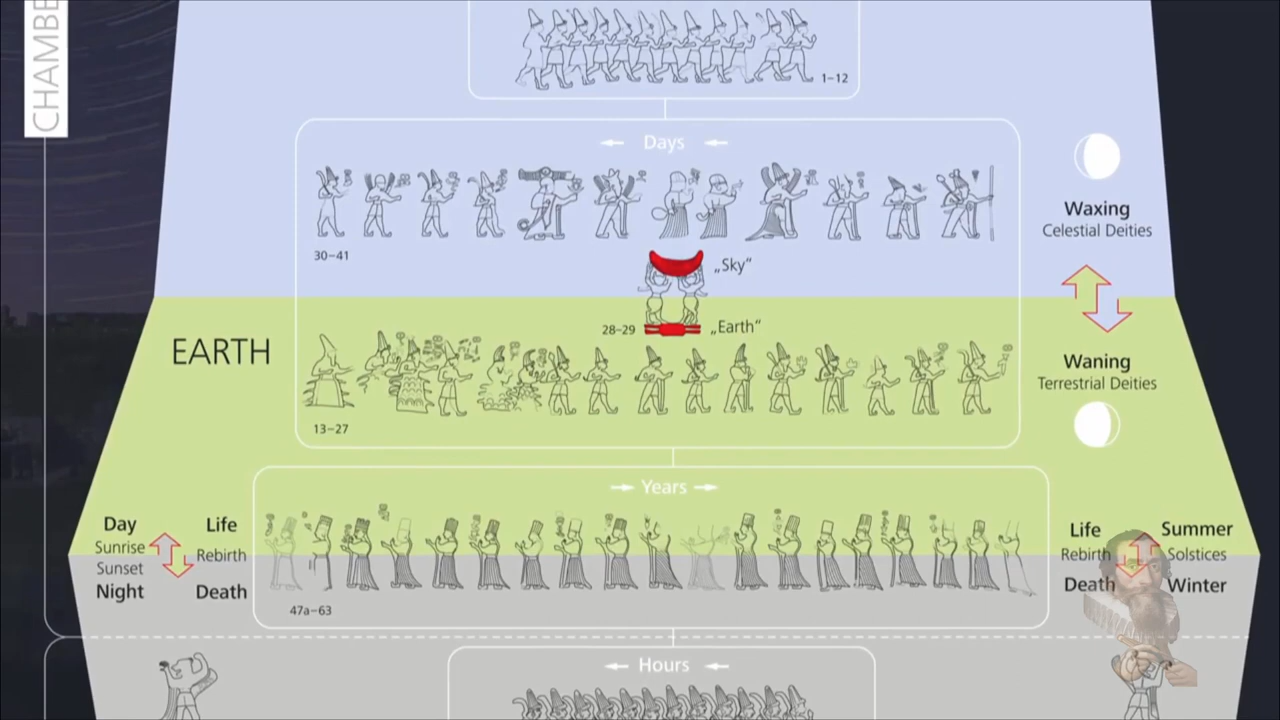 CHAMBE
1–12
← Days ←
30–41
Waxing
Celestial Deities
„Sky“
28–29
„Earth“
EARTH
Waning
Terrestrial Deities
13–27
→ Years →
Day
Sunrise
Sunset
Night
Life
Rebirth
Death
47a–63
Life
Rebirth
Death
Summer
Solstices
Winter
← Hours ←